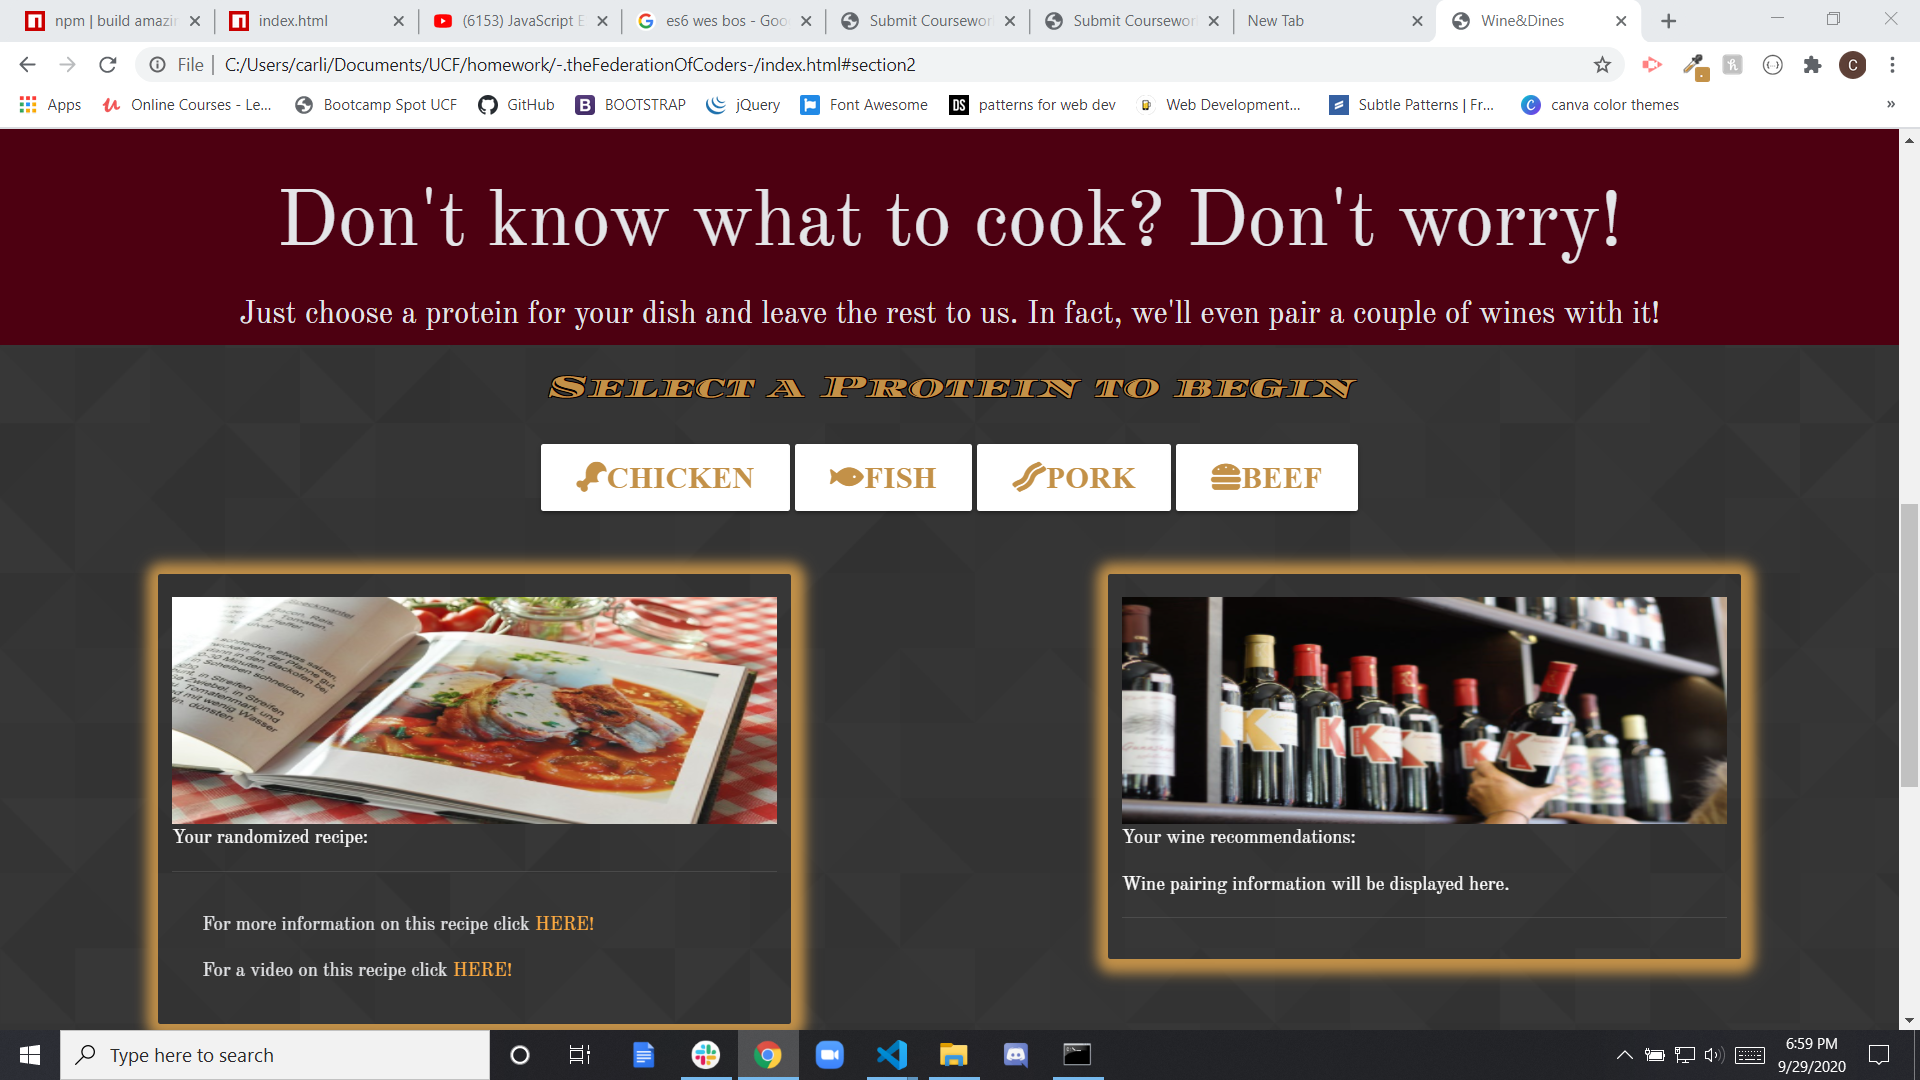 npm | build amazin
index.html
(6153) JavaScript E
es6 wes bos - Goo
Submit Coursewor
Submit Coursewor
New Tab
Wine&Dines
File | C:/Users/carli/Documents/UCF/homework/-.theFederationOfCoders-/index.html#section2
C
Apps
Online Courses - Le...
Bootcamp Spot UCF
GitHub
BOOTSTRAP
jQuery
Font Awesome
patterns for web dev
Web Development...
Subtle Patterns | Fr...
canva color themes
»
Don't know what to cook? Don't worry!
Just choose a protein for your dish and leave the rest to us. In fact, we'll even pair a couple of wines with it!
Select a Protein to begin
CHICKEN
FISH
PORK
BEEF
Your randomized recipe:
For more information on this recipe click HERE!
For a video on this recipe click HERE!
Your wine recommendations:
Wine pairing information will be displayed here.
Type here to search
6:59 PM
9/29/2020